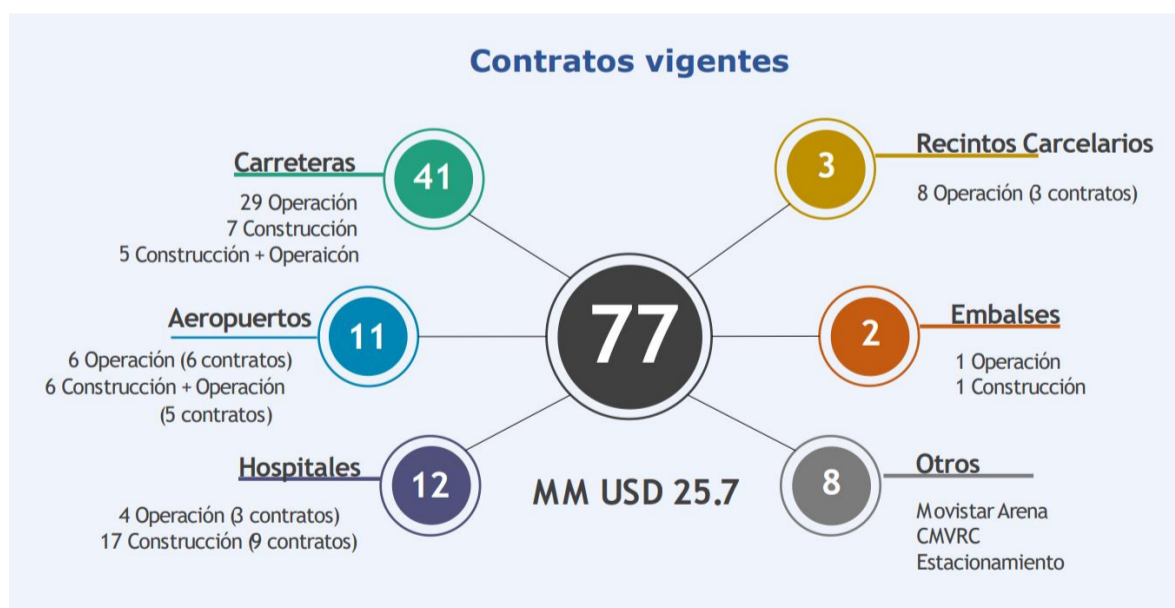 Contratos vigentes
Carreteras
41
29 Operación
7 Construcción
5 Construcción + Operaicón
Aeropuertos
11
6 Operación (6 contratos)
6 Construcción + Operación
(5 contratos)
Hospitales
12
4 Operación (3 contratos)
17 Construcción (9 contratos)
77
MM USD 25.7
3
Recintos Carcelarios
8 Operación (3 contratos)
2
Embalses
1 Operación
1 Construcción
8
Otros
Movistar Arena
CMVRC
Estacionamiento